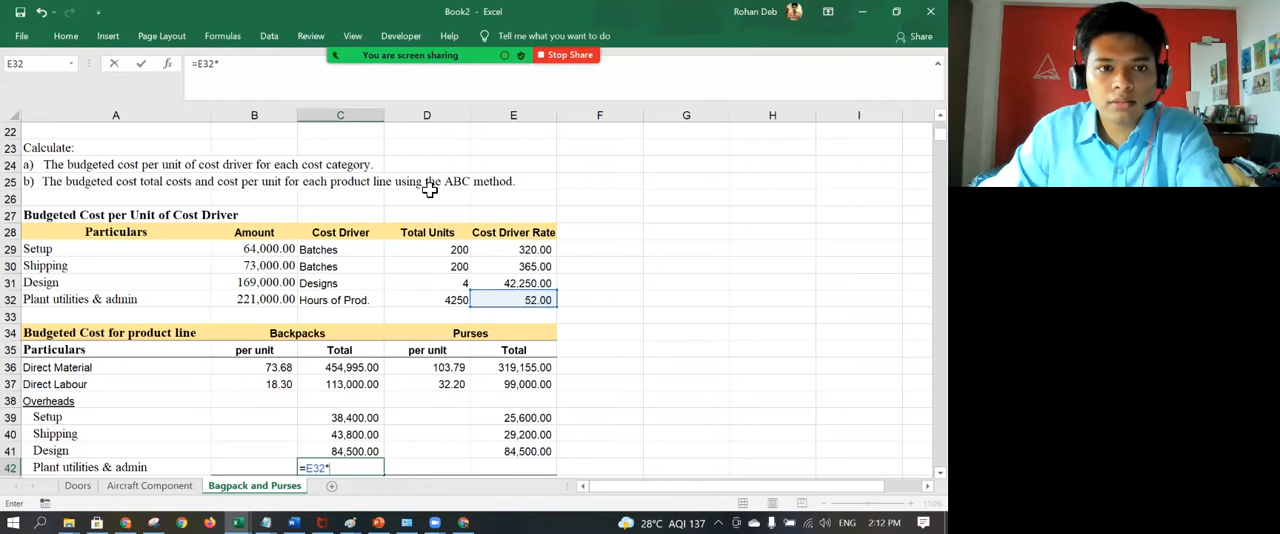 Book2 - Excel
Rohan Deb
File Home Insert Page Layout Formulas Data Review View Developer Help Tell me what you want to do Share
You are screen sharing Stop Share
E32 fx =E32*
A B C D E F G H I
22
23 Calculate:
24 a) The budgeted cost per unit of cost driver for each cost category.
25 b) The budgeted cost total costs and cost per unit for each product line using the ABC method.
26
27 Budgeted Cost per Unit of Cost Driver
28 Particulars Amount Cost Driver Total Units Cost Driver Rate
29 Setup 64,000.00 Batches 200 320.00
30 Shipping 73,000.00 Batches 200 365.00
31 Design 169,000.00 Designs 4 42,250.00
32 Plant utilities & admin 221,000.00 Hours of Prod. 4250 52.00
33
34 Budgeted Cost for product line Backpacks Purses
35 Particulars per unit Total per unit Total
36 Direct Material 73.68 454,995.00 103.79 319,155.00
37 Direct Labour 18.30 113,000.00 32.20 99,000.00
38 Overheads
39 Setup 38,400.00 25,600.00
40 Shipping 43,800.00 29,200.00
41 Design 84,500.00 84,500.00
42 Plant utilities & admin =E32*
Doors Aircraft Component Bagpack and Purses
Enter 110%
28°C AQI 137 ENG 2:12 PM